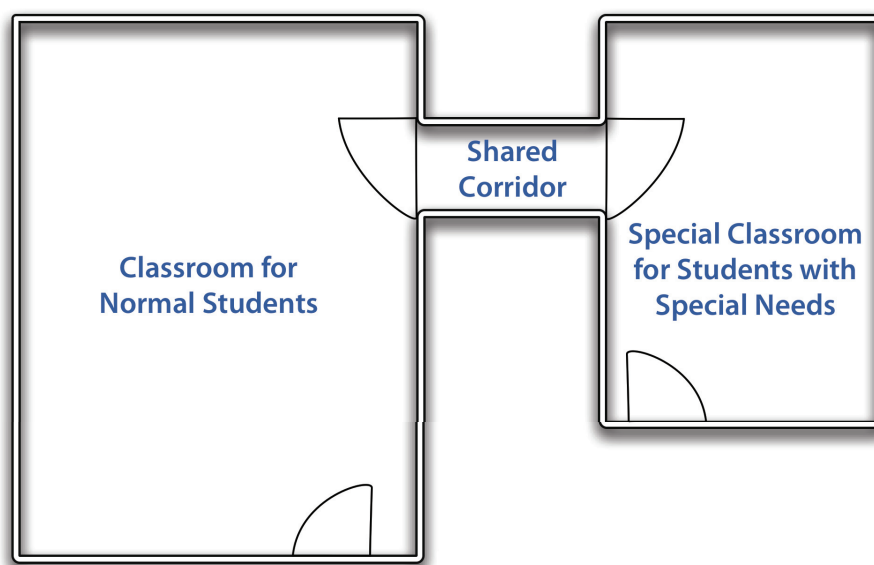 Shared
Corridor
Classroom for
Normal Students
Special Classroom
for Students with
Special Needs